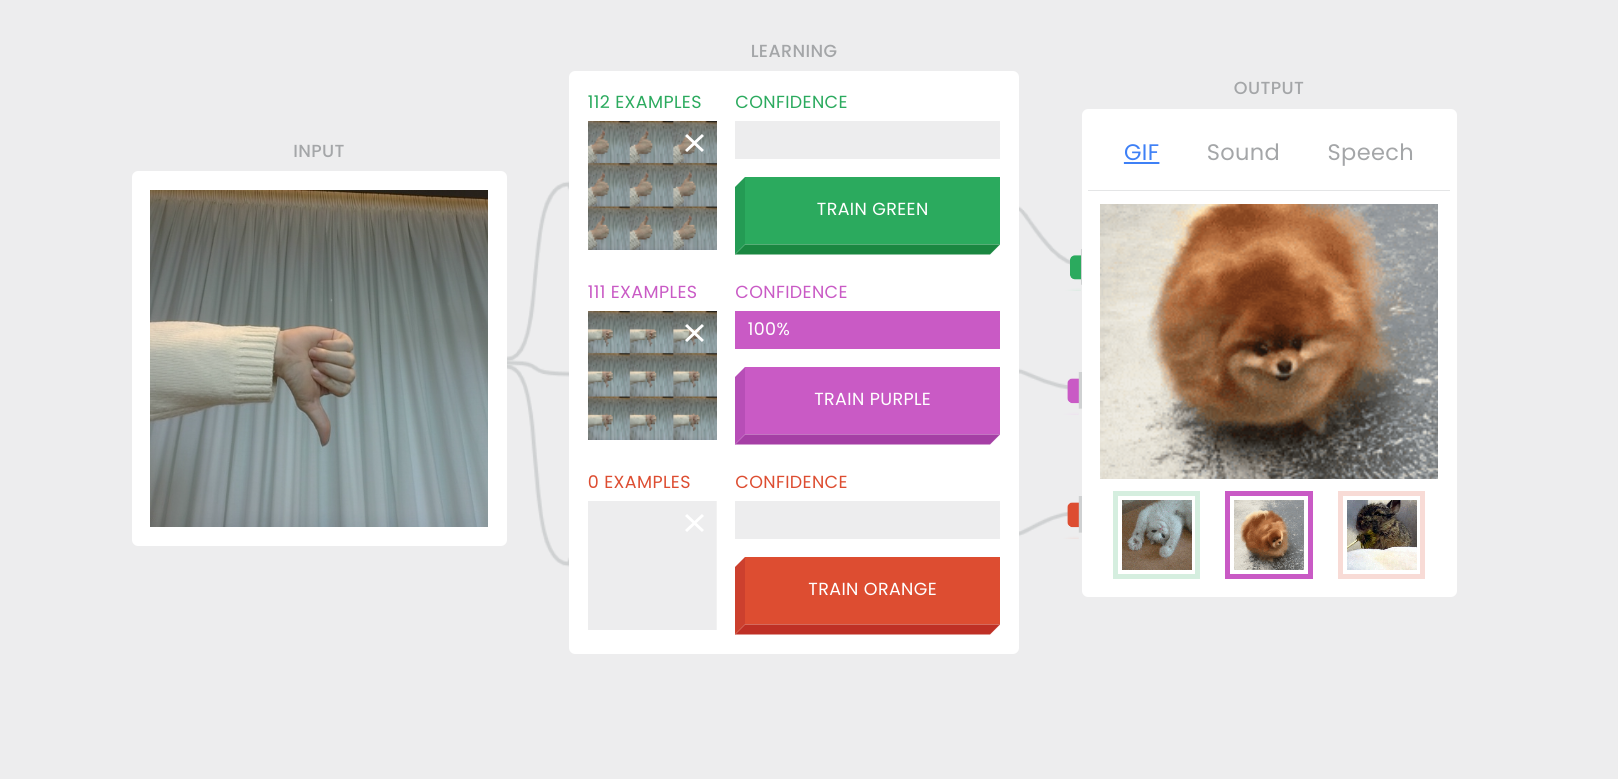 INPUT
LEARNING
112 EXAMPLES
CONFIDENCE
TRAIN GREEN
111 EXAMPLES
CONFIDENCE
100%
TRAIN PURPLE
0 EXAMPLES
CONFIDENCE
TRAIN ORANGE
OUTPUT
GIF Sound Speech